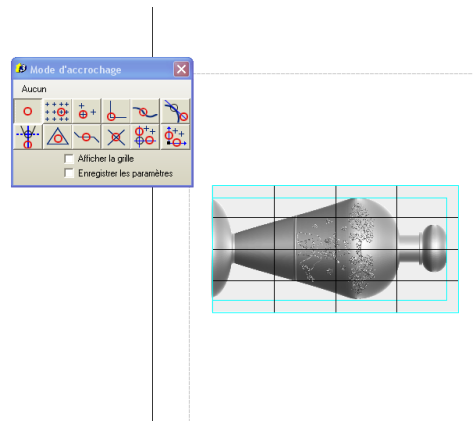 Mode d'accrochage
Aucun
Afficher la grille
Enregistrer les paramètres